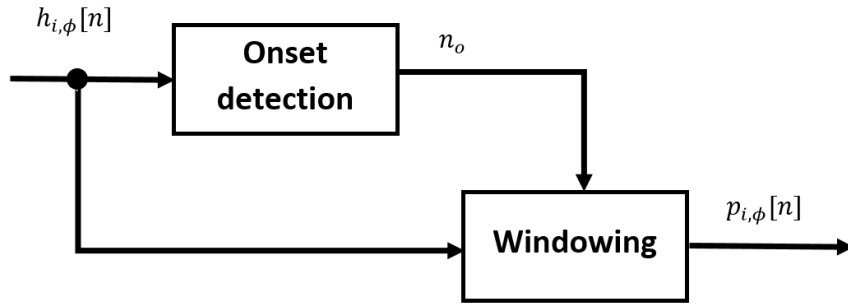 h_{i,ϕ}[n]
Onset
detection
n_o
Windowing
p_{i,ϕ}[n]